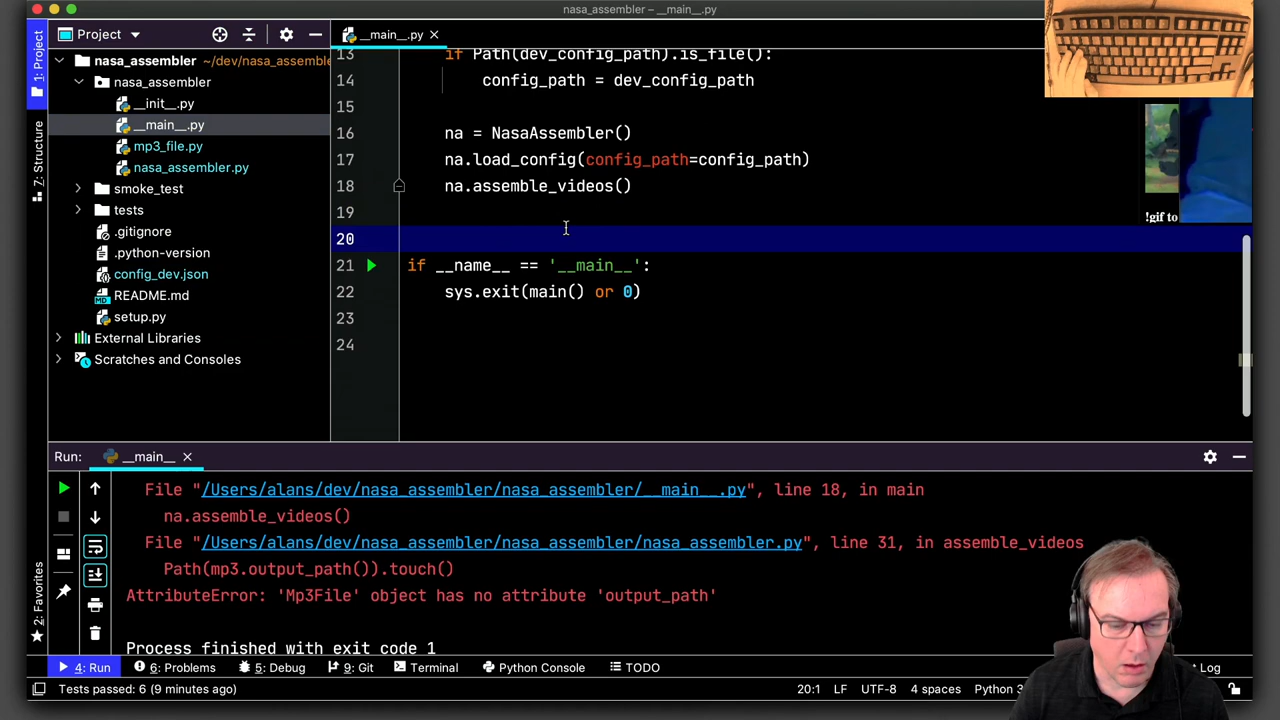 nasa_assembler – __main__.py
Project
__main__.py
1: Project
7: Structure
2: Favorites
nasa_assembler ~/dev/nasa_assemble
nasa_assembler
__init__.py
__main__.py
mp3_file.py
nasa_assembler.py
smoke_test
tests
.gitignore
.python-version
config_dev.json
README.md
setup.py
External Libraries
Scratches and Consoles
13 if Path(dev_config_path).is_file():
14 config_path = dev_config_path
15
16 na = NasaAssembler()
17 na.load_config(config_path=config_path)
18 na.assemble_videos()
19
20
21 if __name__ == '__main__':
22 sys.exit(main() or 0)
23
24
!gif to
Run: __main__
File "/Users/alans/dev/nasa_assembler/nasa_assembler/__main__.py", line 18, in main
na.assemble_videos()
File "/Users/alans/dev/nasa_assembler/nasa_assembler/nasa_assembler.py", line 31, in assemble_videos
Path(mp3.output_path()).touch()
AttributeError: 'Mp3File' object has no attribute 'output_path'
Process finished with exit code 1
4: Run 6: Problems 5: Debug 9: Git Terminal Python Console TODO Log
Tests passed: 6 (9 minutes ago) 20:1 LF UTF-8 4 spaces Python 3